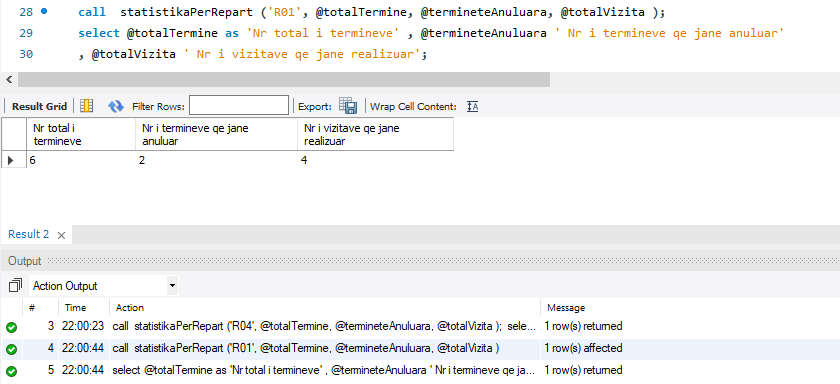 28 call statistikaPerRepart ('R01', @totalTermine, @termineteAnuluara, @totalVizita );
29 select @totalTermine as 'Nr total i termineve' , @termineteAnuluara ' Nr i termineve qe jane anuluar'
30 , @totalVizita ' Nr i vizitave qe jane realizuar';
Result Grid Filter Rows: Export: Wrap Cell Content:
Nr total i termineve Nr i termineve qe jane anuluar Nr i vizitave qe jane realizuar
6 2 4
Result 2
Output
Action Output
# Time Action Message
3 22:00:23 call statistikaPerRepart ('R04', @totalTermine, @termineteAnuluara, @totalVizita ); sele... 1 row(s) returned
4 22:00:44 call statistikaPerRepart ('R01', @totalTermine, @termineteAnuluara, @totalVizita ) 1 row(s) affected
5 22:00:44 select @totalTermine as 'Nr total i termineve' , @termineteAnuluara ' Nr i termineve qe ja... 1 row(s) returned